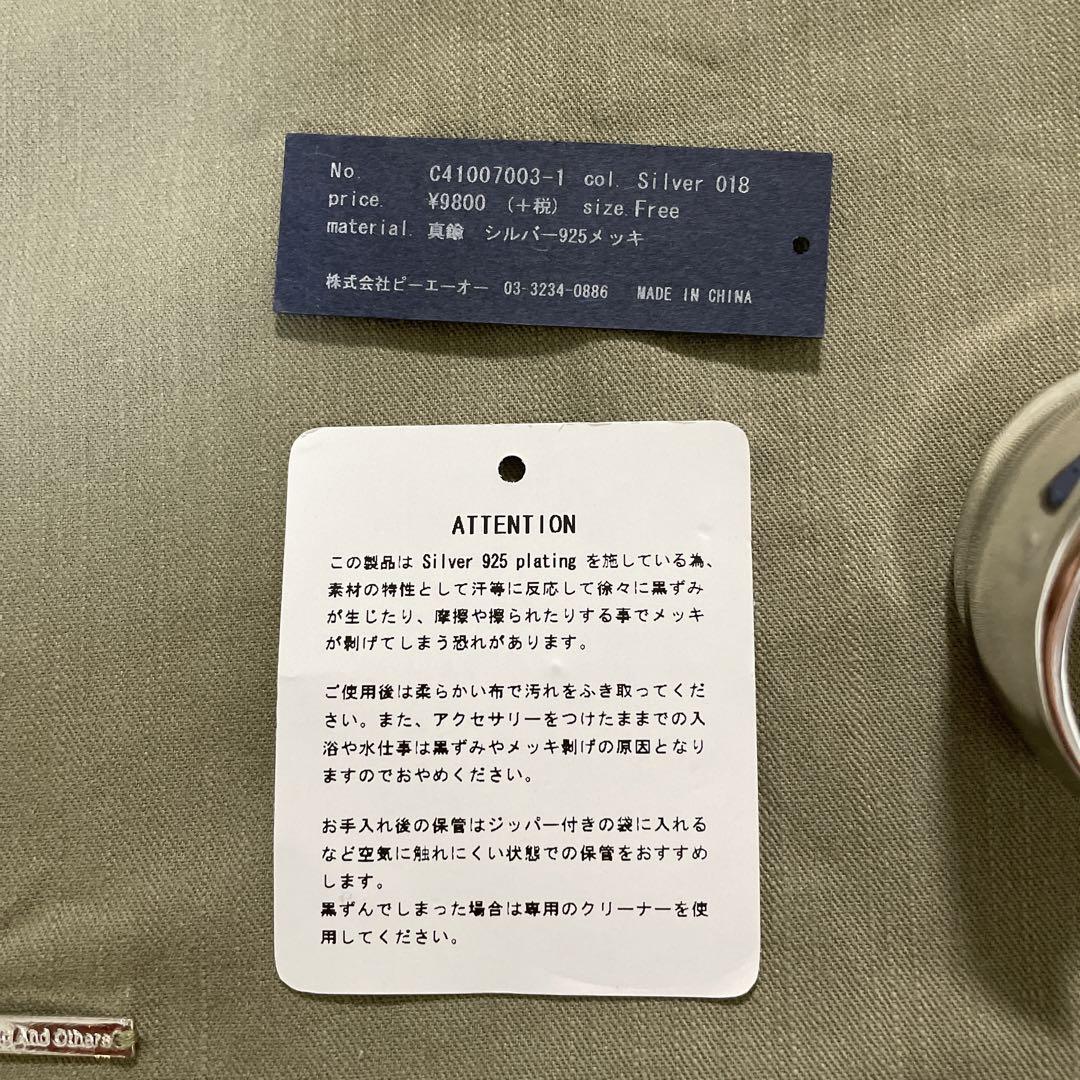 No. C41007003-1 col. Silver 018
price. ¥9800 (+税) size.Free
material. 真鍮 シルバー925メッキ
株式会社ピーエーオー 03-3234-0886 MADE IN CHINA
ATTENTION
この製品は Silver 925 plating を施している為、
素材の特性として汗等に反応して徐々に黒ずみ
が生じたり、摩擦や擦られたりする事でメッキ
が剥げてしまう恐れがあります。
ご使用後は柔らかい布で汚れをふき取ってくだ
さい。また、アクセサリーをつけたままでの入
浴や水仕事は黒ずみやメッキ剥げの原因となり
ますのでおやめください。
お手入れ後の保管はジッパー付きの袋に入れる
など空気に触れにくい状態での保管をおすすめ
します。
黒ずんでしまった場合は専用のクリーナーを使
用してください。
And Others